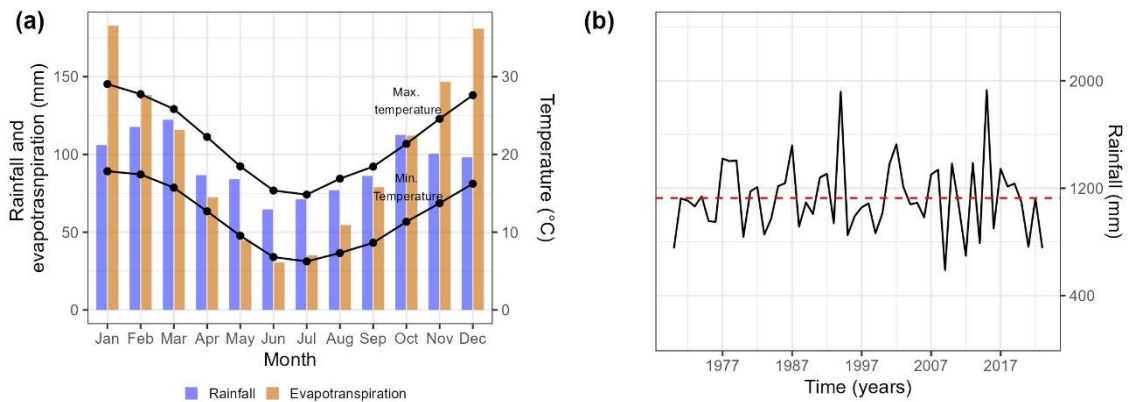 (a)
Rainfall and
evapotrasnpiration (mm)
150
100
50
0
Max.
temperature
Min.
Temperature
30
20
10
0
Temperature (°C)
Jan Feb Mar Apr May Jun Jul Aug Sep Oct Nov Dec
Month
Rainfall Evapotranspiration
(b)
2000
1200
400
Rainfall (mm)
1977 1987 1997 2007 2017
Time (years)